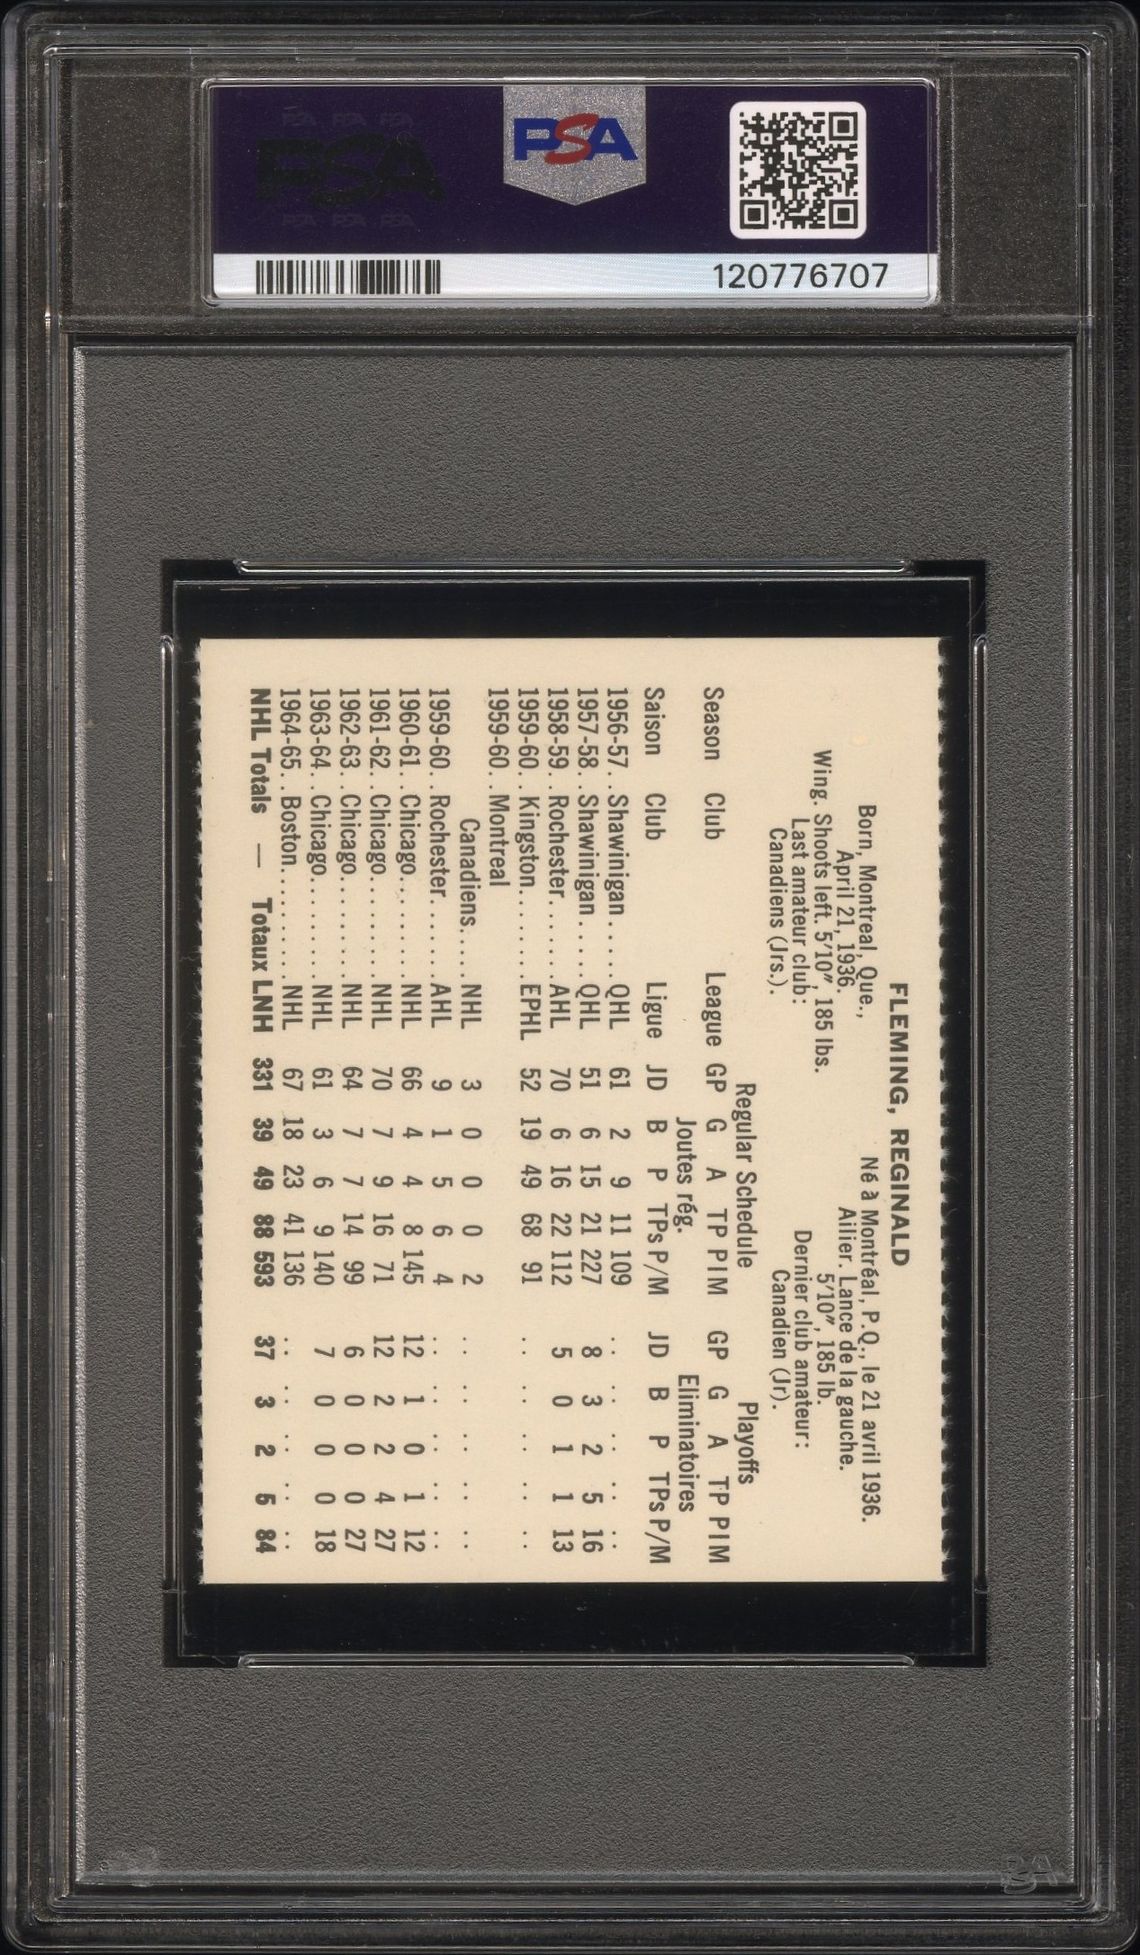 PSA
PSA
120776707
FLEMING, REGINALD
Born, Montreal, Que.,
April 21, 1936.
Wing. Shoots left. 5'10", 185 lbs.
Last amateur club:
Canadiens (Jrs.).
Né à Montréal, P.Q., le 21 avril 1936.
Ailier. Lance de la gauche.
5'10", 185 lb.
Dernier club amateur:
Canadien (Jr).
Regular Schedule Playoffs
Season Club League GP G A TP PIM GP G A TP PIM
Joutes rég. Eliminatoires
Saison Club Ligue JD B P TPs P/M JD B P TPs P/M
1956-57. . Shawinigan . . . . . QHL 61 2 9 11 109 . . . . . . . . . .
1957-58. . Shawinigan . . . . . QHL 51 6 15 21 227 8 3 2 5 16
1958-59. . Rochester. . . . . . . AHL 70 6 16 22 112 5 0 1 1 13
1959-60. . Kingston. . . . . . . . EPHL 52 19 49 68 91 . . . . . . . . . .
1959-60. . Montreal
Canadiens. . . . . NHL 3 0 0 0 2 . . . . . . . . . .
1959-60. . Rochester. . . . . . . AHL 9 1 5 6 4 . . . . . . . . . .
1960-61. . Chicago. . . . . . . . . NHL 66 4 4 8 145 12 1 0 1 12
1961-62. . Chicago. . . . . . . . . NHL 70 7 9 16 71 12 2 2 4 27
1962-63. . Chicago. . . . . . . . . NHL 64 7 7 14 99 6 0 0 0 27
1963-64. . Chicago. . . . . . . . . NHL 61 3 6 9 140 7 0 0 0 18
1964-65. . Boston. . . . . . . . . . NHL 67 18 23 41 136 . . . . . . . . . .
NHL Totals — Totaux LNH 331 39 49 88 593 37 3 2 5 84